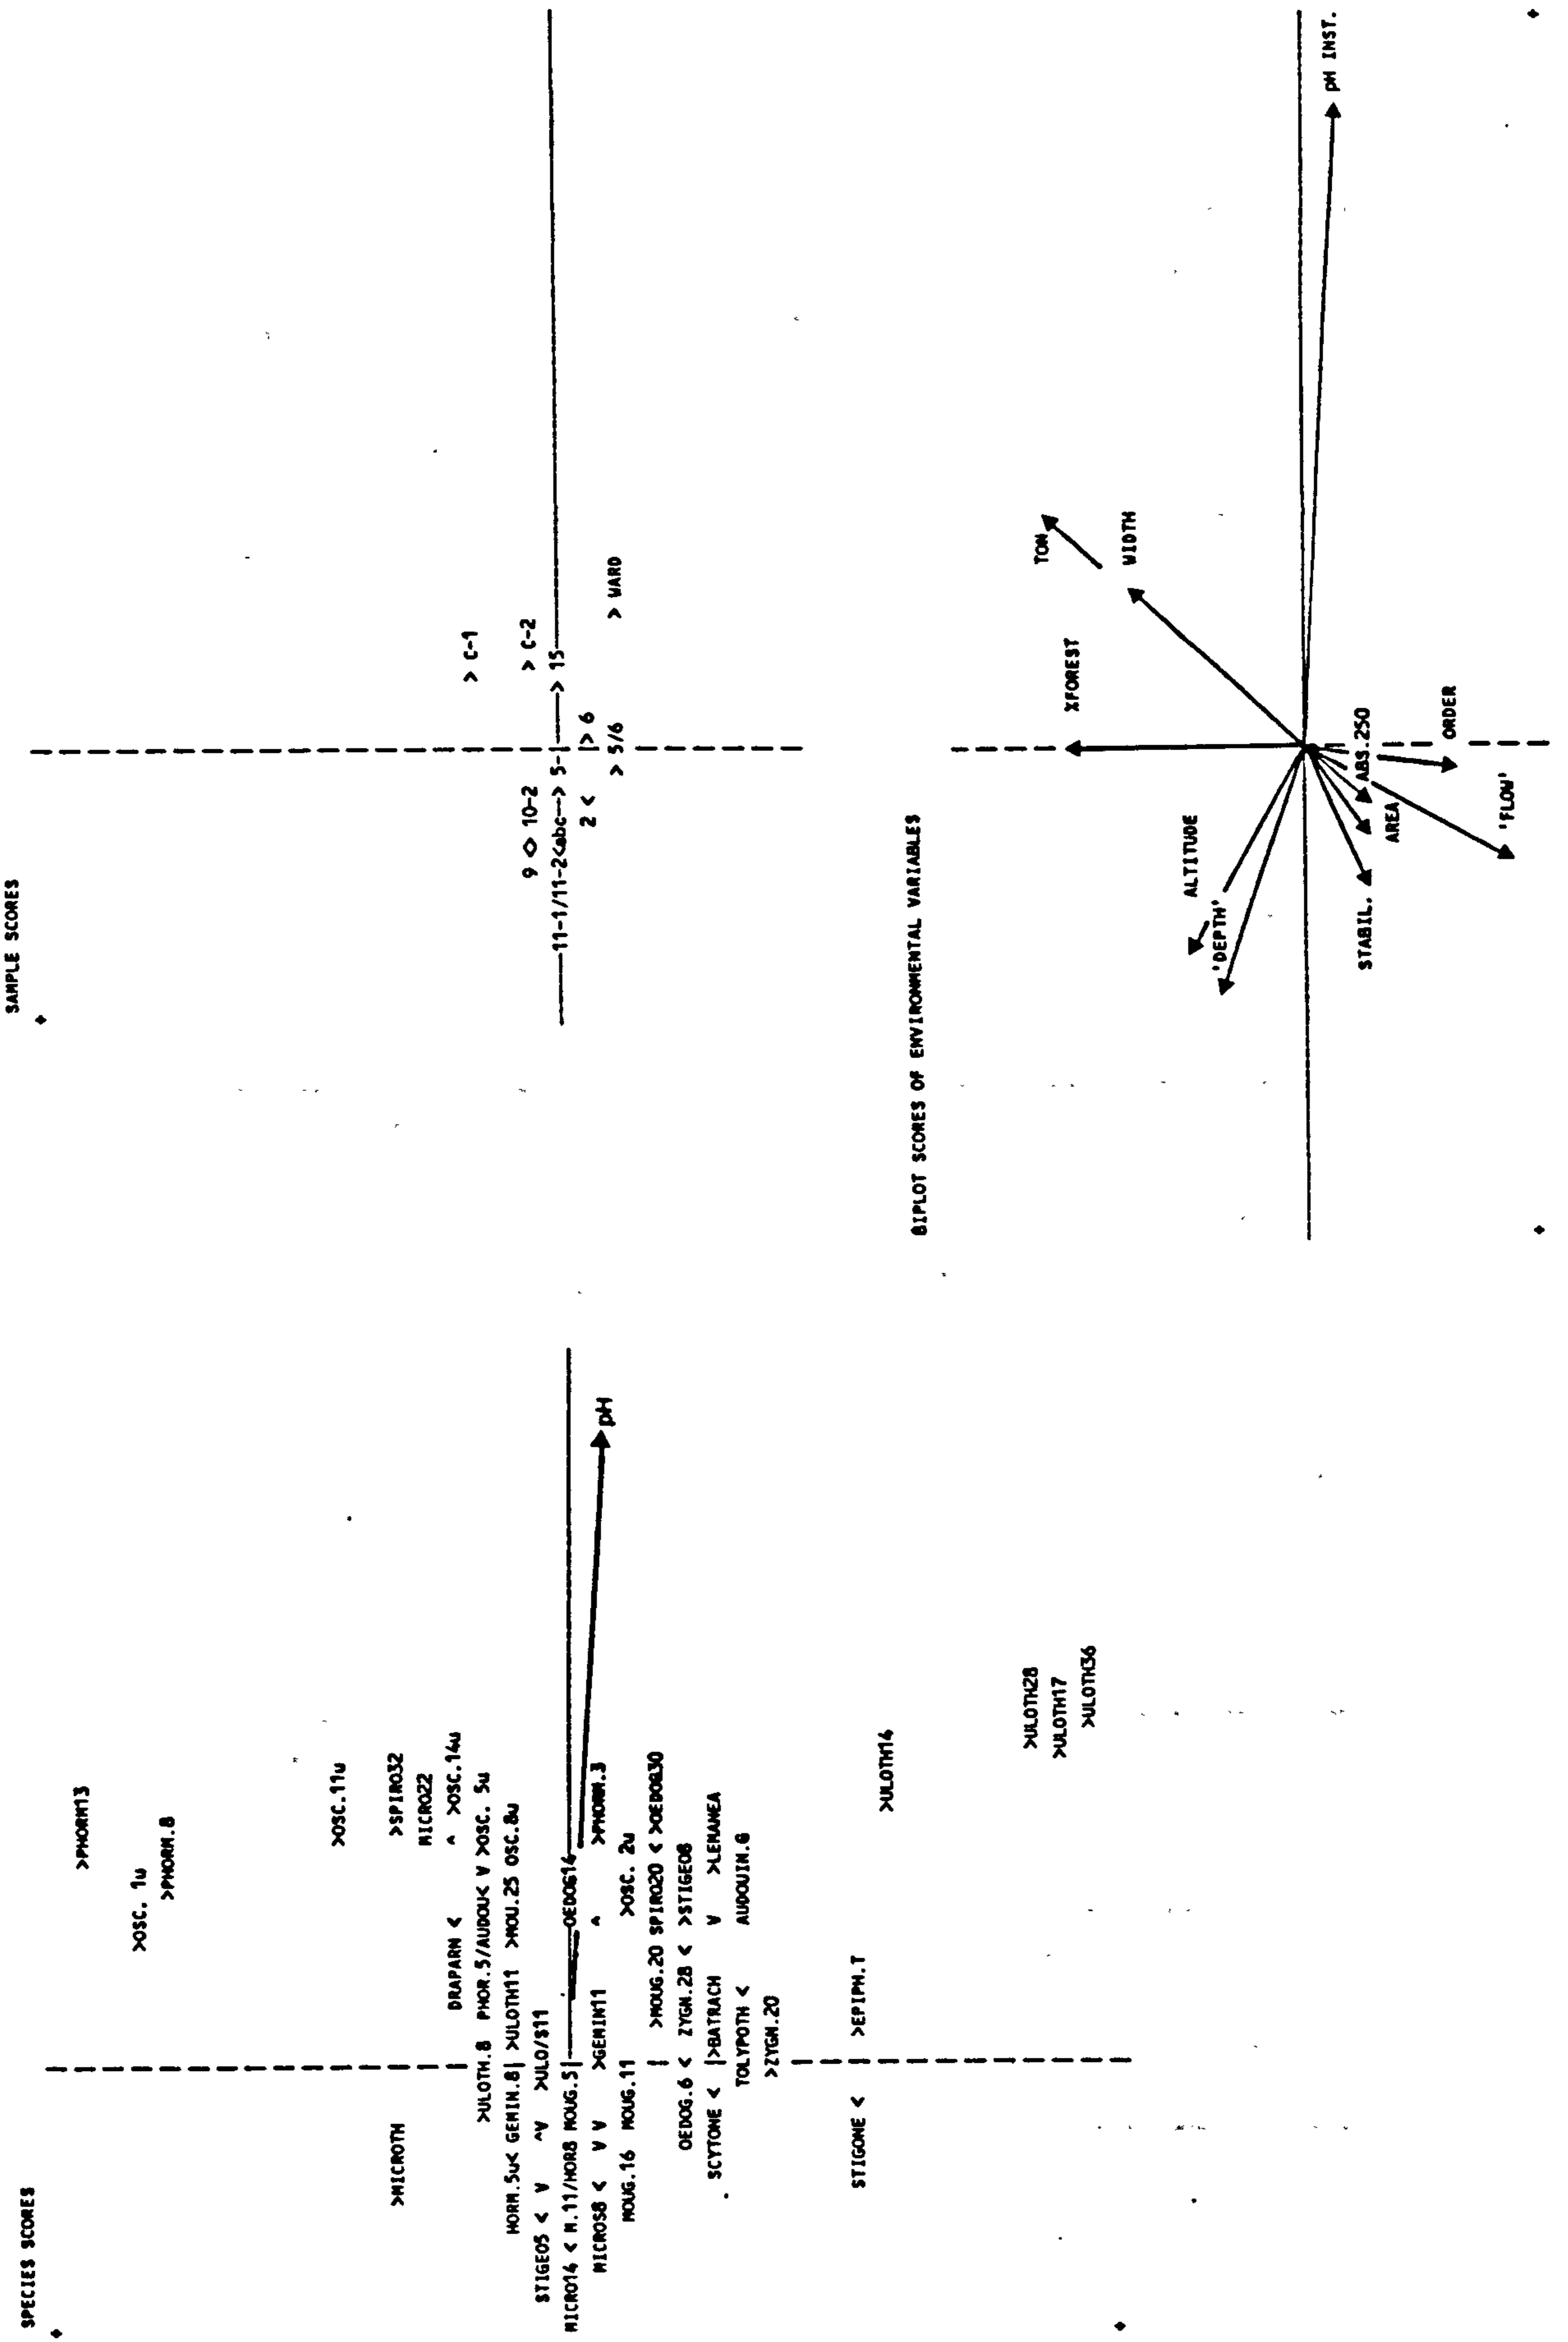 SPECIES SCORES
>PHORM13
>OSC. 1u
>PHORM.8
>OSC.11u
>MICROTH >SPIRO32
MICRO22
DRAPARN < ^ >OSC.14u
>ULOTH.8 PHOR.5/AUDOU< V >OSC. 5u
HORM.5u< GEMIN.8| >ULOTH11 >MOU.25 OSC.8u
STIGEO5 < V ^V >ULO/S11
MICRO14 < M.11/HOR8 MOUG.5|——OEDOG14
MICROS8 < V V >GEMIN11 ^ >PHORM.3
pH
MOUG.16 MOUG.11 >OSC. 2u
>MOUG.20 SPIRO20 < >OEDOG30
OEDOG.6 < ZYGN.28 < >STIGEO8
SCYTONE < |>BATRACH V >LEMANEA
TOLYPOTH < AUDOUIN.G
>ZYGN.20
STIGONE < | >EPIPH.T >ULOTH14
>ULOTH28
>ULOTH17
>ULOTH36
SAMPLE SCORES
> C-1
9 <> 10-2 > C-2
——11-1/11-2<abc--> 5-|——> 15——
2 < |> 6
> 5/6 > WARD
BIPLOT SCORES OF ENVIRONMENTAL VARIABLES
TON
%FOREST
WIDTH
ALTITUDE
'DEPTH'
pH INST.
STABIL.
ABS.250
AREA
ORDER
'FLOW'